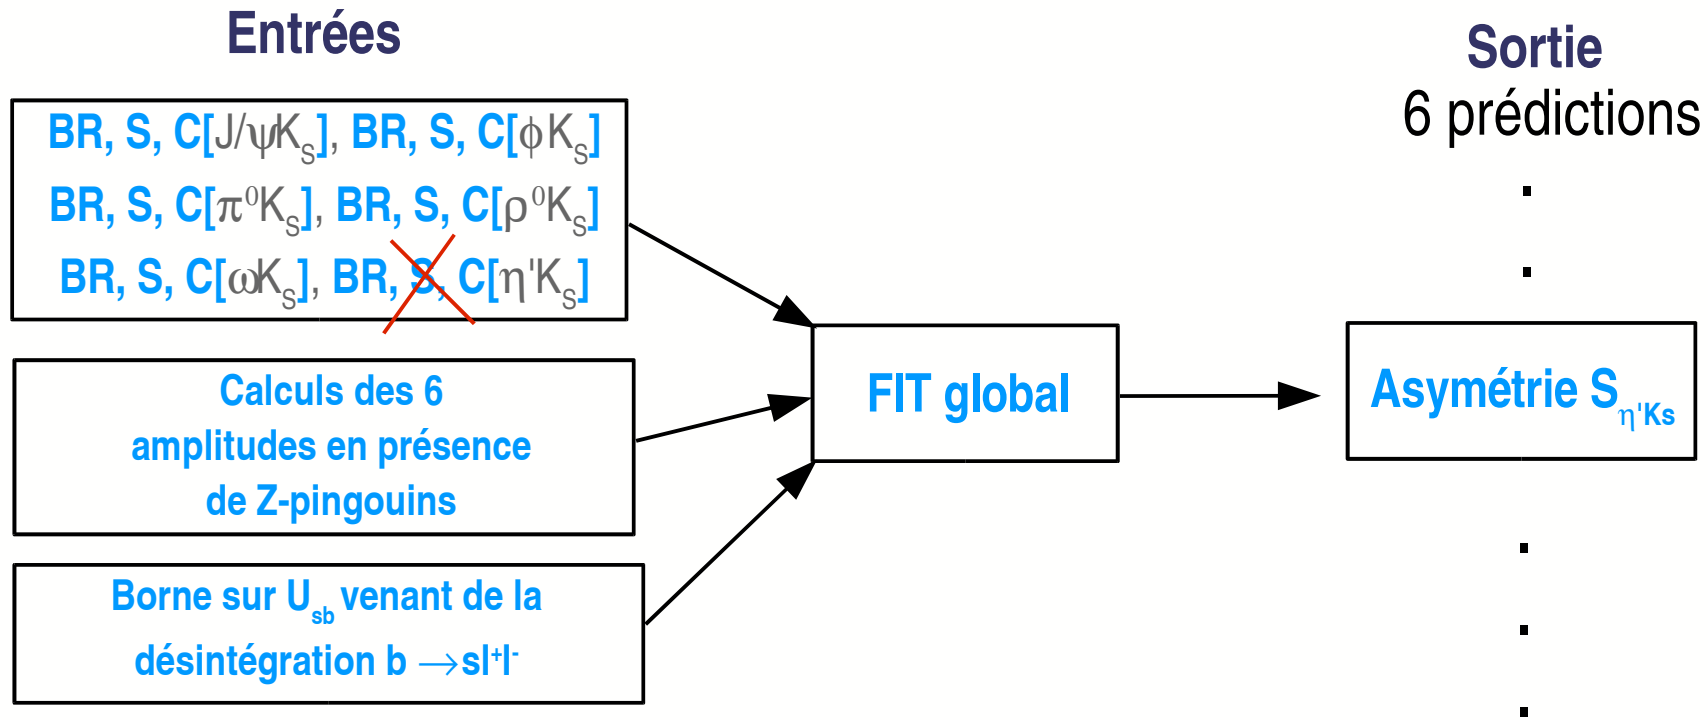 Entrées
BR, S, C[J/ψK_S], BR, S, C[ϕK_S]
BR, S, C[π⁰K_S], BR, S, C[ρ⁰K_S]
BR, S, C[ωK_S], BR, S, C[η'K_S]
Calculs des 6
amplitudes en présence
de Z-pingouins
Borne sur U_sb venant de la
désintégration b →sl⁺l⁻
FIT global
Sortie
6 prédictions
Asymétrie S_η'Ks